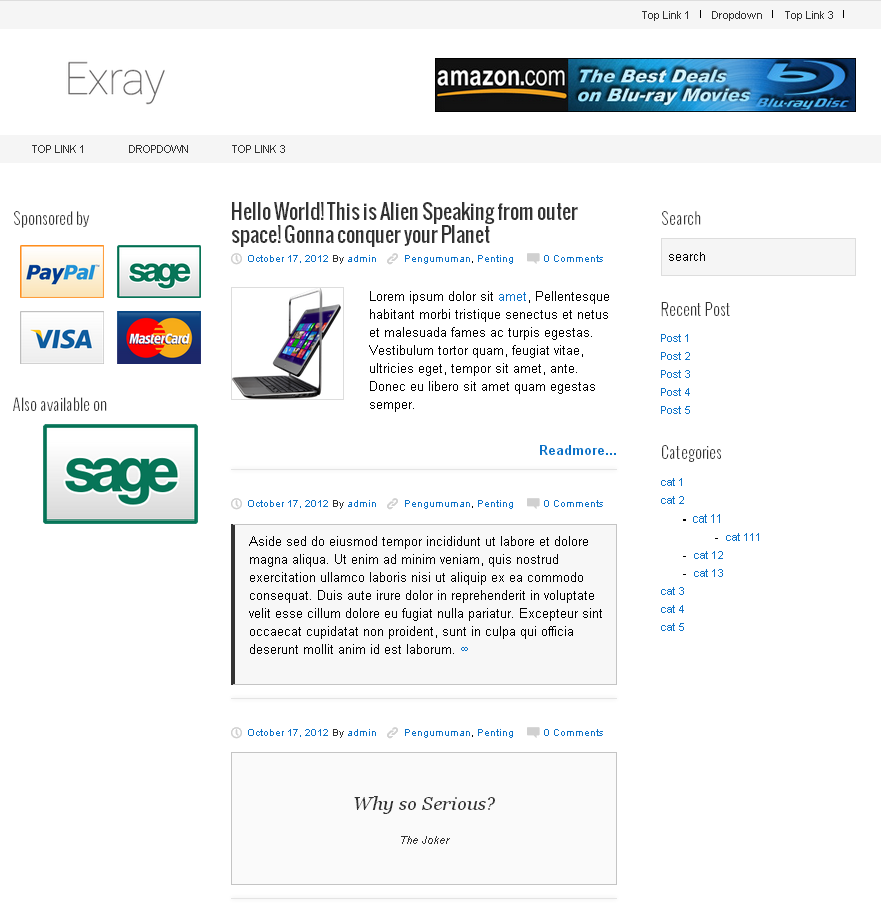 Top Link 1 | Dropdown | Top Link 3 |
Exray
amazon.com
The Best Deals
on Blu-ray Movies
Blu-ray Disc
TOP LINK 1 DROPDOWN TOP LINK 3
Sponsored by
PayPal™
sage
VISA
MasterCard
Also available on
sage
Hello World! This is Alien Speaking from outer
space! Gonna conquer your Planet
October 17, 2012 By admin Pengumuman, Penting 0 Comments
Lorem ipsum dolor sit amet, Pellentesque
habitant morbi tristique senectus et netus
et malesuada fames ac turpis egestas.
Vestibulum tortor quam, feugiat vitae,
ultricies eget, tempor sit amet, ante.
Donec eu libero sit amet quam egestas
semper.
Readmore...
October 17, 2012 By admin Pengumuman, Penting 0 Comments
Aside sed do eiusmod tempor incididunt ut labore et dolore
magna aliqua. Ut enim ad minim veniam, quis nostrud
exercitation ullamco laboris nisi ut aliquip ex ea commodo
consequat. Duis aute irure dolor in reprehenderit in voluptate
velit esse cillum dolore eu fugiat nulla pariatur. Excepteur sint
occaecat cupidatat non proident, sunt in culpa qui officia
deserunt mollit anim id est laborum. ∞
October 17, 2012 By admin Pengumuman, Penting 0 Comments
Why so Serious?
The Joker
Search
search
Recent Post
Post 1
Post 2
Post 3
Post 4
Post 5
Categories
cat 1
cat 2
- cat 11
- cat 111
- cat 12
- cat 13
cat 3
cat 4
cat 5